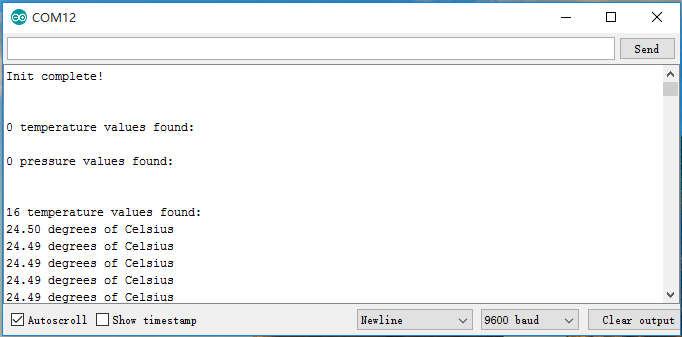 COM12
Send
Init complete!
0 temperature values found:
0 pressure values found:
16 temperature values found:
24.50 degrees of Celsius
24.49 degrees of Celsius
24.49 degrees of Celsius
24.49 degrees of Celsius
24.49 degrees of Celsius
Autoscroll Show timestamp Newline 9600 baud Clear output